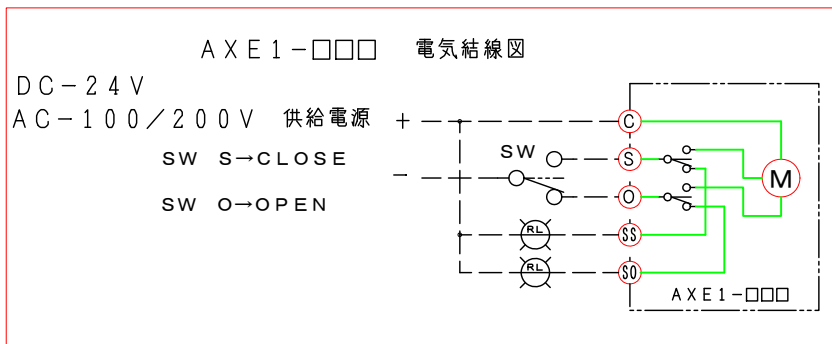 AXE1-□□□ 電気結線図
DC-24V
AC-100/200V 供給電源 +
-
SW S→CLOSE
SW O→OPEN
SW
C
S
O
SS
SO
RL
RL
M
AXE1-□□□